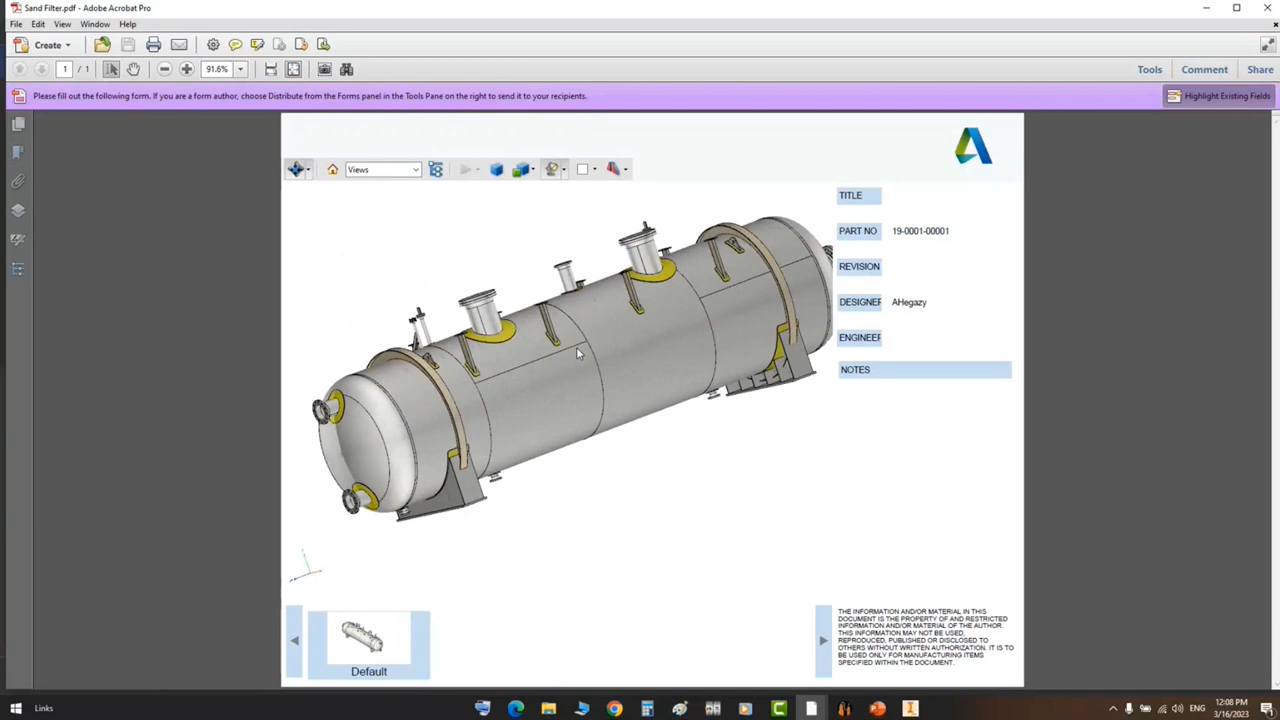 Sand Filter.pdf - Adobe Acrobat Pro
File Edit View Window Help
Create
1 / 1 91.6% Tools Comment Share
Please fill out the following form. If you are a form author, choose Distribute from the Forms panel in the Tools Pane on the right to send it to your recipients.
Highlight Existing Fields
Views
TITLE
PART NO 19-0001-00001
REVISION
DESIGNER AHegazy
ENGINEER
NOTES
Default
THE INFORMATION AND/OR MATERIAL IN THIS
DOCUMENT IS THE PROPERTY OF AND RESTRICTED
INFORMATION AND/OR MATERIAL OF THE AUTHOR.
THIS INFORMATION MAY NOT BE USED,
REPRODUCED, PUBLISHED OR DISCLOSED TO
OTHERS WITHOUT WRITTEN AUTHORIZATION. IT IS
TO BE USED ONLY FOR MANUFACTURING ITEMS
SPECIFIED WITHIN THE DOCUMENT.
Links
12:08 PM
3/16/2023